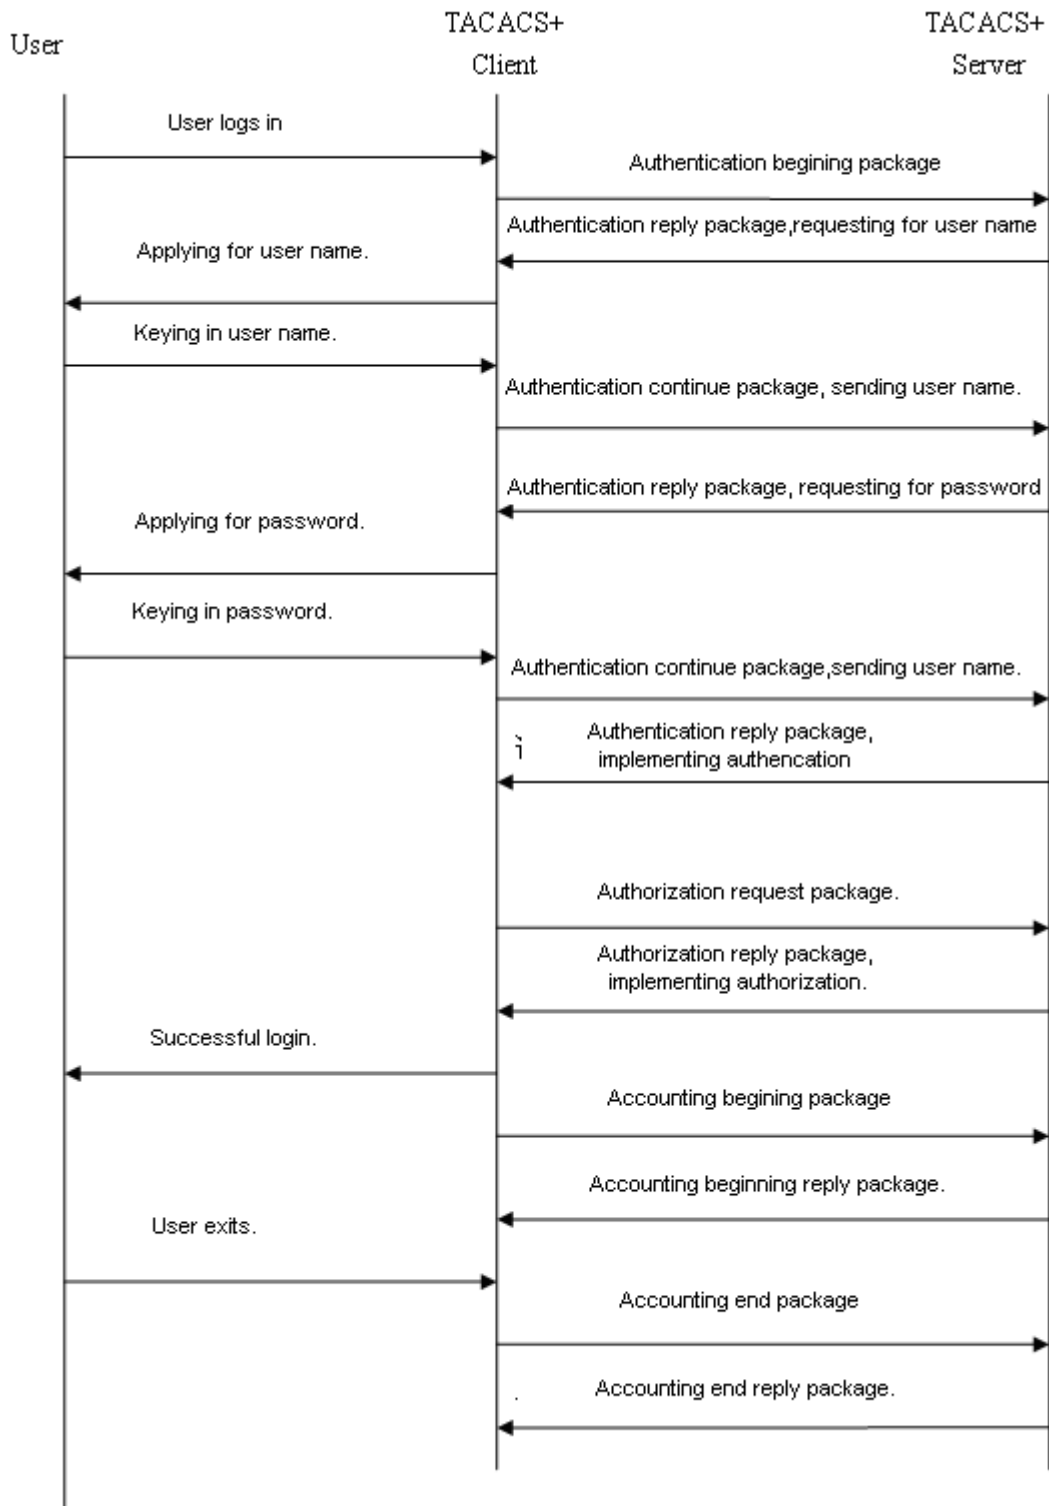 User
TACACS+
Client
TACACS+
Server
User logs in
Authentication begining package
Authentication reply package,requesting for user name
Applying for user name.
Keying in user name.
Authentication continue package, sending user name.
Authentication reply package, requesting for password
Applying for password.
Keying in password.
Authentication continue package,sending user name.
Authentication reply package,
implementing authencation
Authorization request package.
Authorization reply package,
implementing authorization.
Successful login.
Accounting begining package
Accounting beginning reply package.
User exits.
Accounting end package
Accounting end reply package.